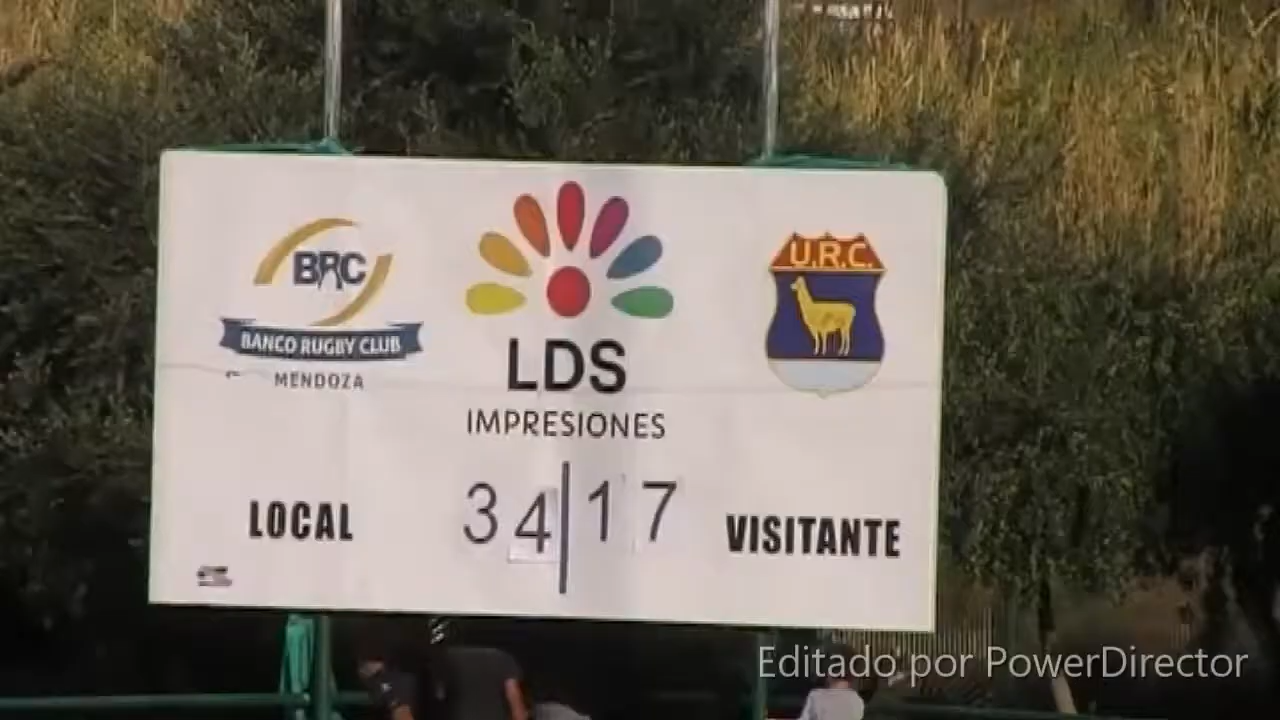 BRC
BANCO RUGBY CLUB
MENDOZA
LDS
IMPRESIONES
U.R.C.
LOCAL
34|17
VISITANTE
Editado por PowerDirector